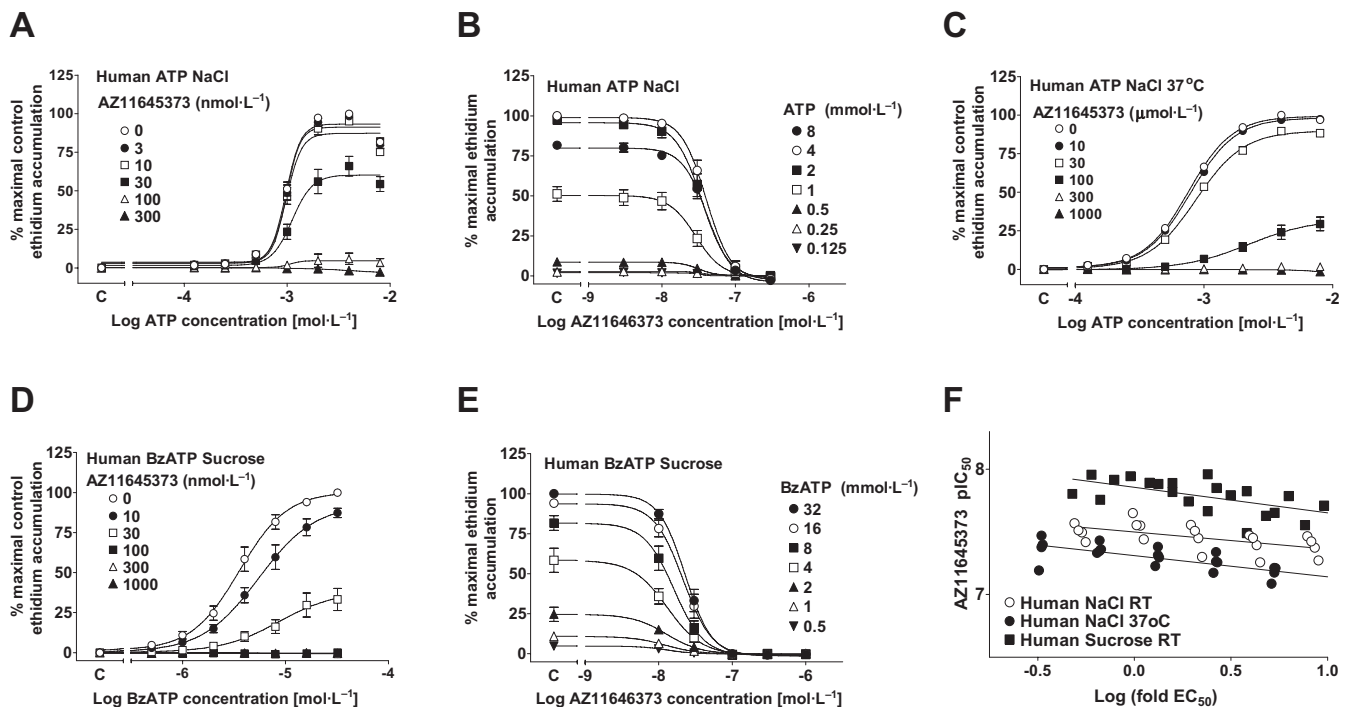 A
Human ATP NaCl
AZ11645373 (nmol·L⁻¹)
0
3
10
30
100
300
125
100
75
50
25
0
% maximal control
ethidium accumulation
C
-4
-3
-2
Log ATP concentration [mol·L⁻¹]
B
Human ATP NaCl
ATP (mmol·L⁻¹)
8
4
2
1
0.5
0.25
0.125
125
100
75
50
25
0
% maximal ethidium
accumulation
C
-9
-8
-7
-6
Log AZ11646373 concentration [mol·L⁻¹]
C
Human ATP NaCl 37°C
AZ11645373 (µmol·L⁻¹)
0
10
30
100
300
1000
125
100
75
50
25
0
% maximal control
ethidium accumulation
C
-4
-3
-2
Log ATP concentration [mol·L⁻¹]
D
Human BzATP Sucrose
AZ11645373 (nmol·L⁻¹)
0
10
30
100
300
1000
125
100
75
50
25
0
% maximal control
ethidium accumulation
C
-6
-5
-4
Log BzATP concentration [mol·L⁻¹]
E
Human BzATP Sucrose
BzATP (mmol·L⁻¹)
32
16
8
4
2
1
0.5
125
100
75
50
25
0
% maximal ethidium
accumulation
C
-9
-8
-7
-6
Log AZ11646373 concentration [mol·L⁻¹]
F
8
7
AZ11645373 pIC₅₀
Human NaCl RT
Human NaCl 37oC
Human Sucrose RT
-0.5
0.0
0.5
1.0
Log (fold EC₅₀)